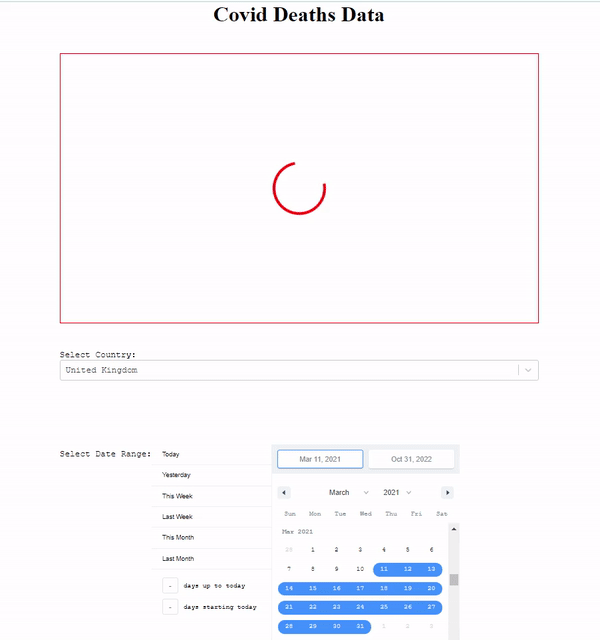 Covid Deaths Data
Select Country:
United Kingdom
Select Date Range:
Today
Yesterday
This Week
Last Week
This Month
Last Month
- days up to today
- days starting today
Mar 11, 2021 Oct 31, 2022
March 2021
Sun Mon Tue Wed Thu Fri Sat
Mar 2021
28 1 2 3 4 5 6
7 8 9 10 11 12 13
14 15 16 17 18 19 20
21 22 23 24 25 26 27
28 29 30 31 1 2 3